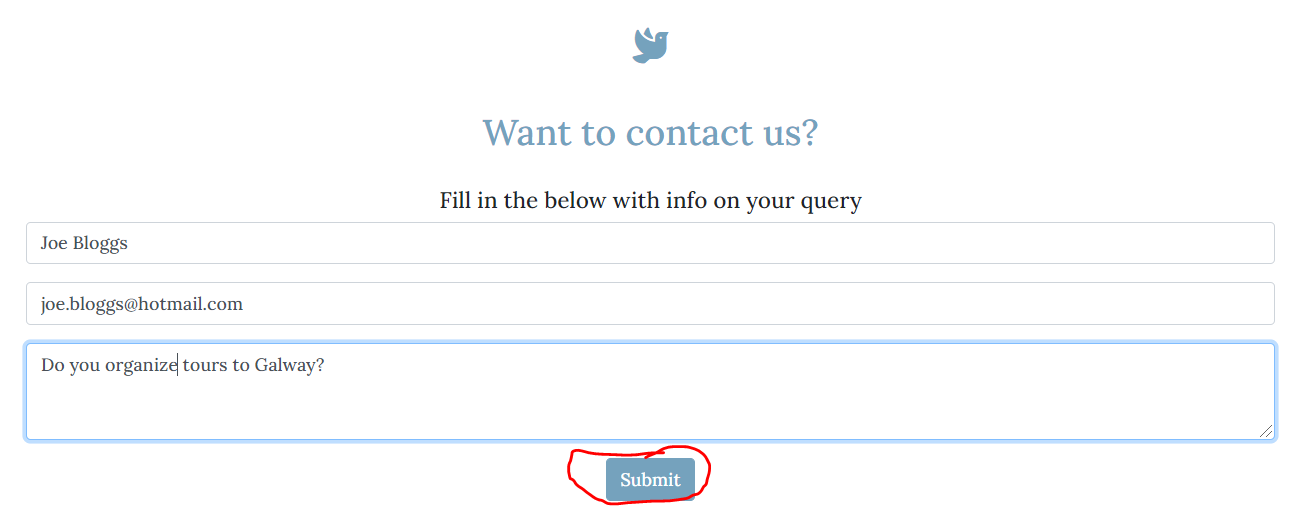 Want to contact us?
Fill in the below with info on your query
Joe Bloggs
joe.bloggs@hotmail.com
Do you organize tours to Galway?
Submit